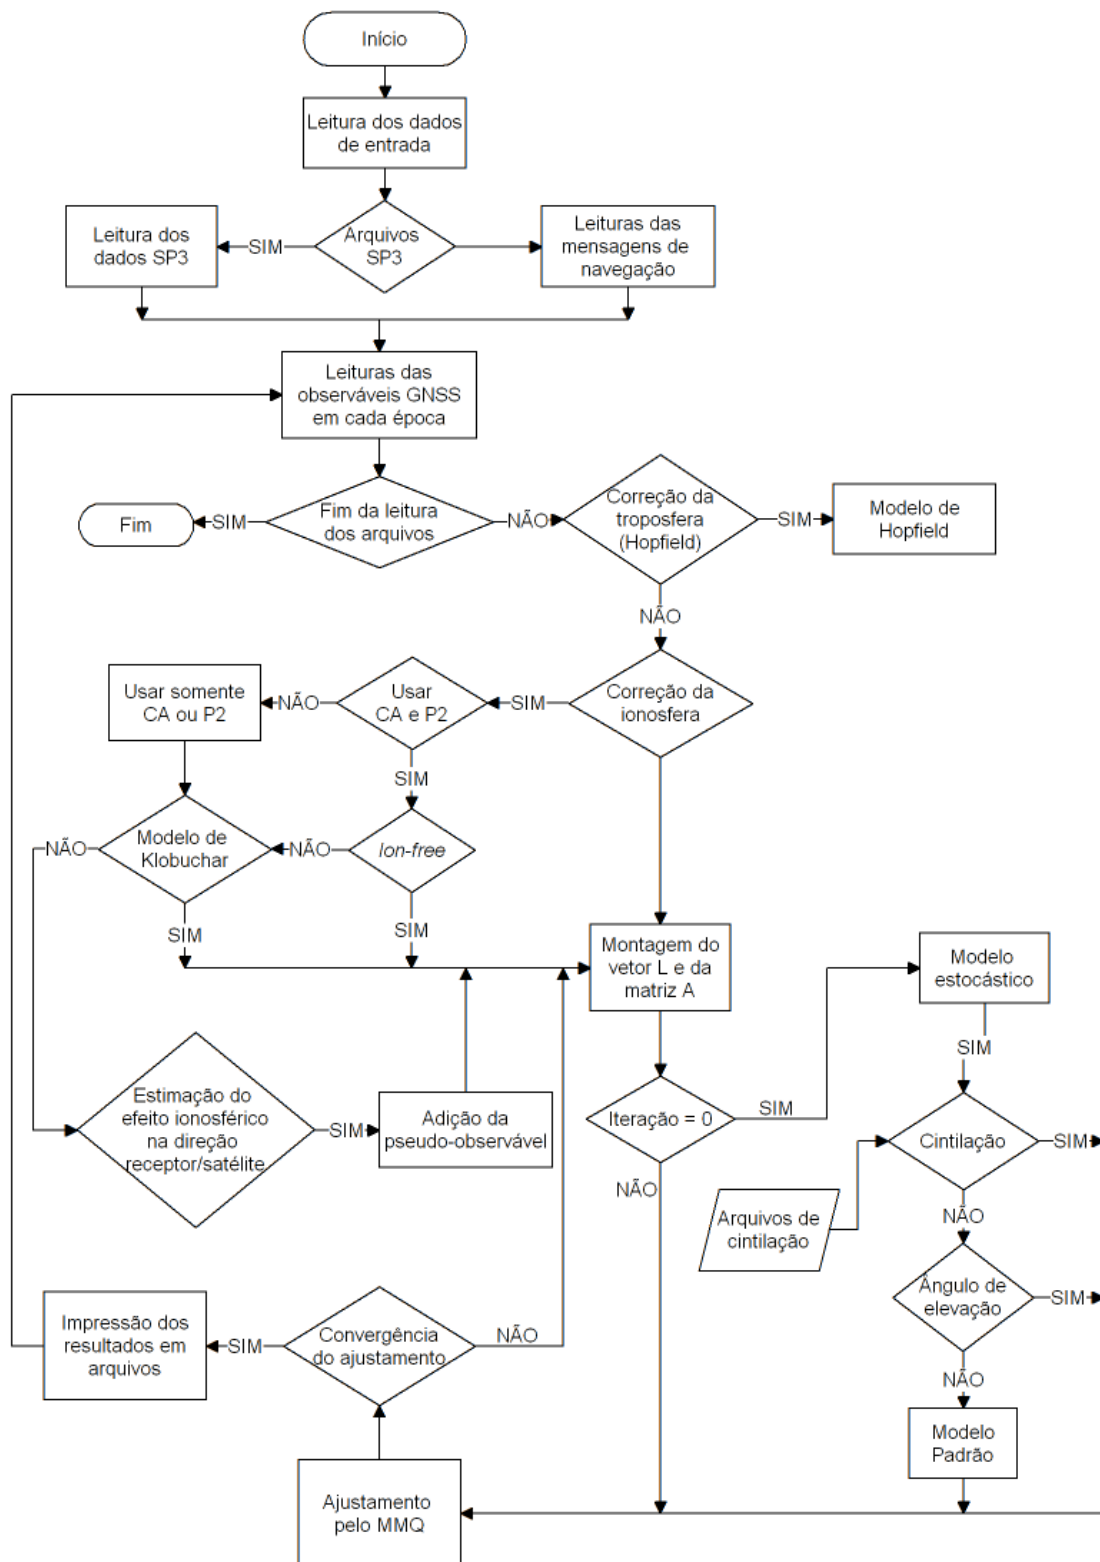 Início
Leitura dos dados
de entrada
Leitura dos
dados SP3
SIM
Arquivos
SP3
Leituras das
mensagens de
navegação
Leituras das
observáveis GNSS
em cada época
Fim
SIM
Fim da leitura
dos arquivos
NÃO
Correção da
troposfera
(Hopfield)
SIM
Modelo de
Hopfield
NÃO
Usar somente
CA ou P2
NÃO
Usar
CA e P2
SIM
Correção da
ionosfera
SIM
NÃO
Modelo de
Klobuchar
NÃO
Ion-free
SIM
SIM
Montagem do
vetor L e da
matriz A
Modelo
estocástico
SIM
Estimação do
efeito ionosférico
na direção
receptor/satélite
SIM
Adição da
pseudo-observável
Iteração = 0
SIM
Cintilação
SIM
NÃO
Arquivos de
cintilação
NÃO
Ângulo de
elevação
SIM
Impressão dos
resultados em
arquivos
SIM
Convergência
do ajustamento
NÃO
NÃO
Modelo
Padrão
Ajustamento
pelo MMQ